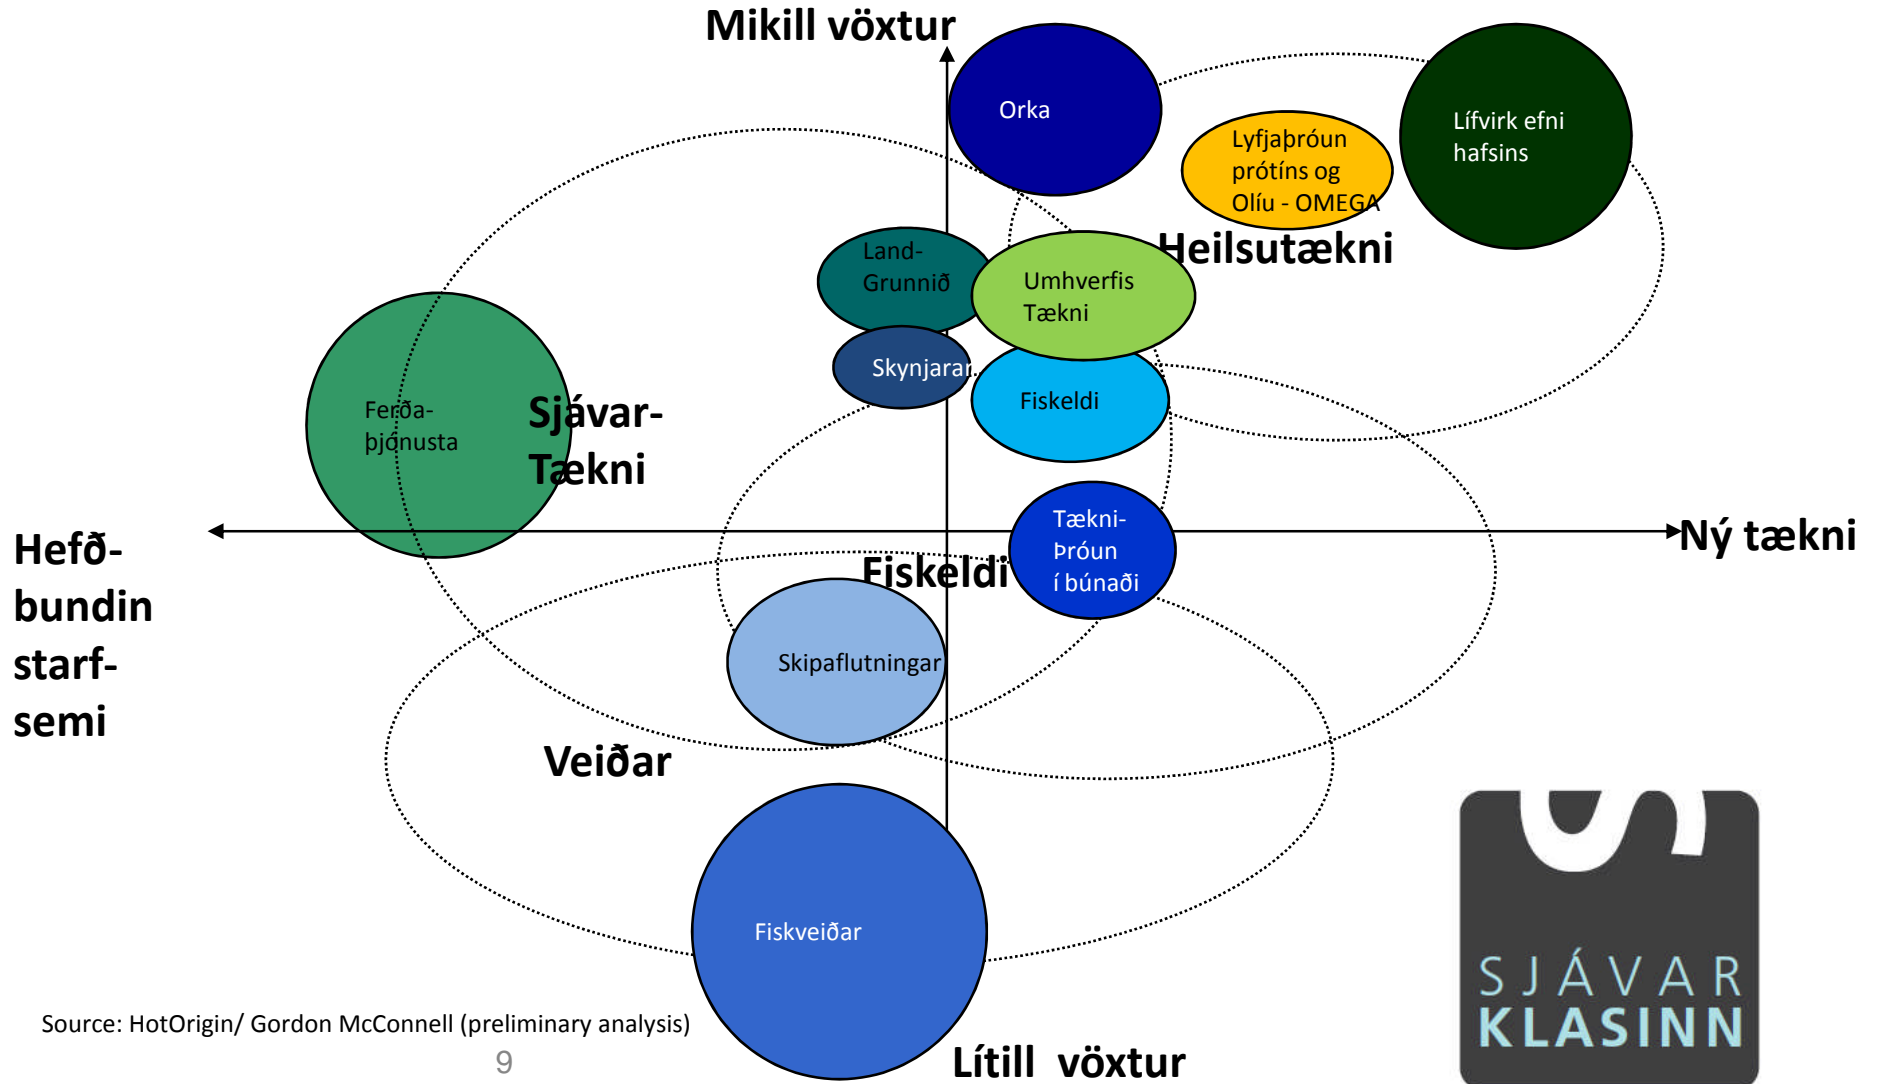 Mikill vöxtur
Orka
Lífvirk efni
hafsins
Lyfjaþróun
prótíns og
Olíu - OMEGA
Heilsutækni
Land-
Grunnið
Umhverfis
Tækni
Skynjarar
Fiskeldi
Ferða-
þjónusta
Sjávar-
Tækni
Hefð-
bundin
starf-
semi
Ný tækni
Tækni-
Þróun
í búnaði
Fiskeldi
Skipaflutningar
Veiðar
Fiskveiðar
SJÁVAR
KLASINN
Source: HotOrigin/ Gordon McConnell (preliminary analysis)
9
Lítill vöxtur